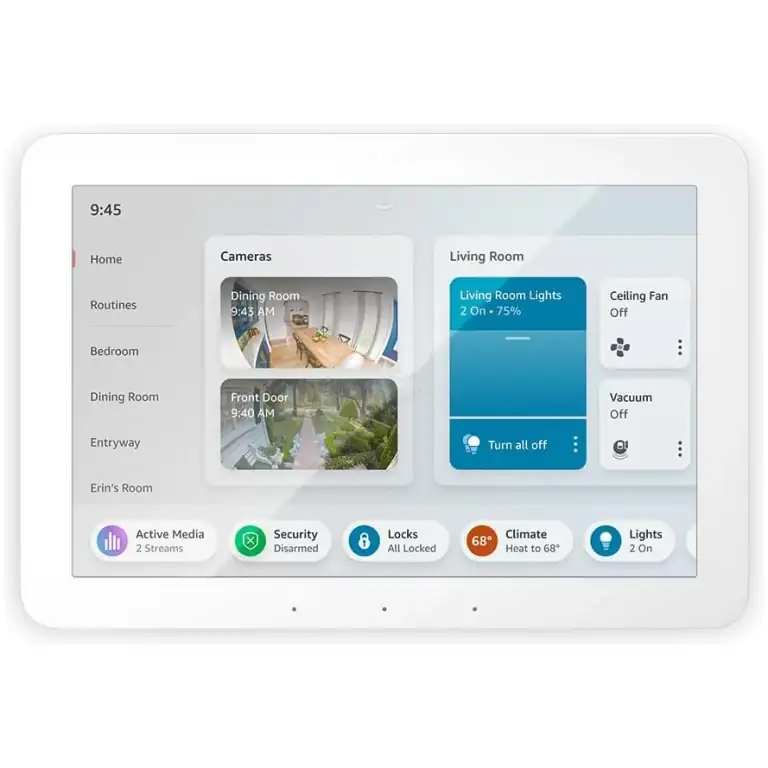 9:45
Home
Routines
Bedroom
Dining Room
Entryway
Erin's Room
Cameras
Dining Room
9:43 AM
Front Door
9:40 AM
Living Room
Living Room Lights
2 On • 75%
Turn all off
Ceiling Fan
Off
Vacuum
Off
Active Media
2 Streams
Security
Disarmed
Locks
All Locked
68°
Climate
Heat to 68°
Lights
2 On